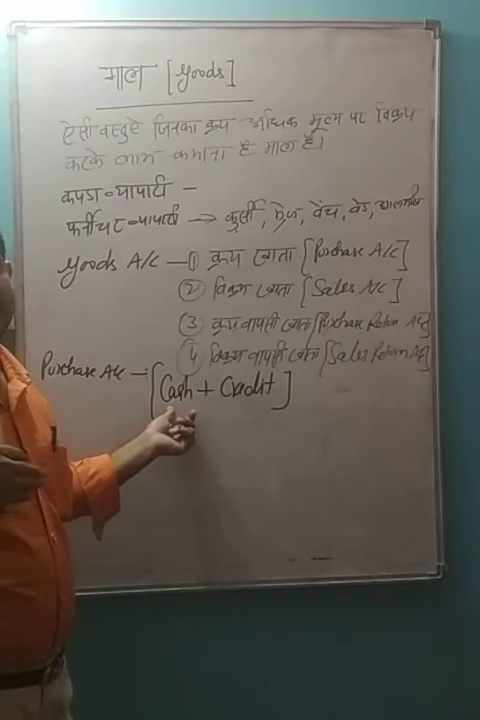 माल [Goods]
ऐसी वस्तुऐ जिनका क्रय अधिक मूल्य पर विक्रय
करके लाभ कमाना है माल है।
कपडा व्यापारी –
फर्नीचर व्यापारी → कुर्सी, मेज, बेंच, बेड,
Goods A/c — ① क्रय खाता [Purchase A/c]
② विक्रय खाता [Sales A/c]
③ क्रय वापसी खाता [Purchase Return A/c]
④ विक्रय वापसी खाता [Sales Return A/c]
Purchase A/c – [Cash + Credit]